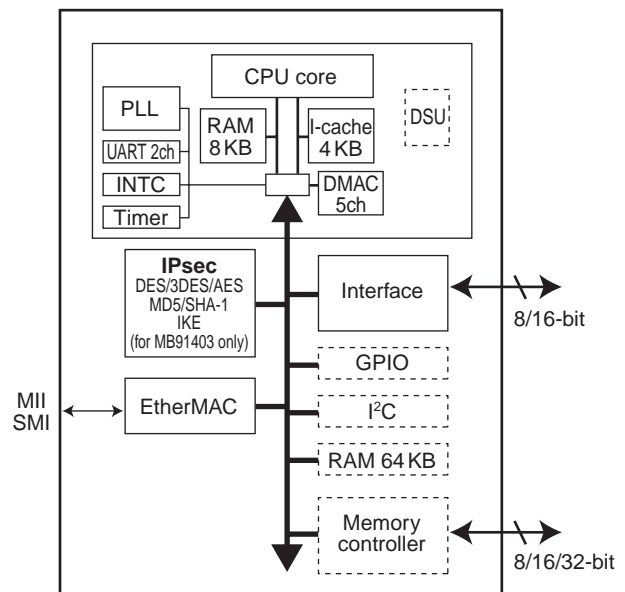 CPU core
PLL
RAM
8 KB
I-cache
4 KB
DSU
UART 2ch
INTC
DMAC
5ch
Timer
IPsec
DES/3DES/AES
MD5/SHA-1
IKE
(for MB91403 only)
Interface
8/16-bit
GPIO
MII
SMI
EtherMAC
I²C
RAM 64 KB
Memory
controller
8/16/32-bit